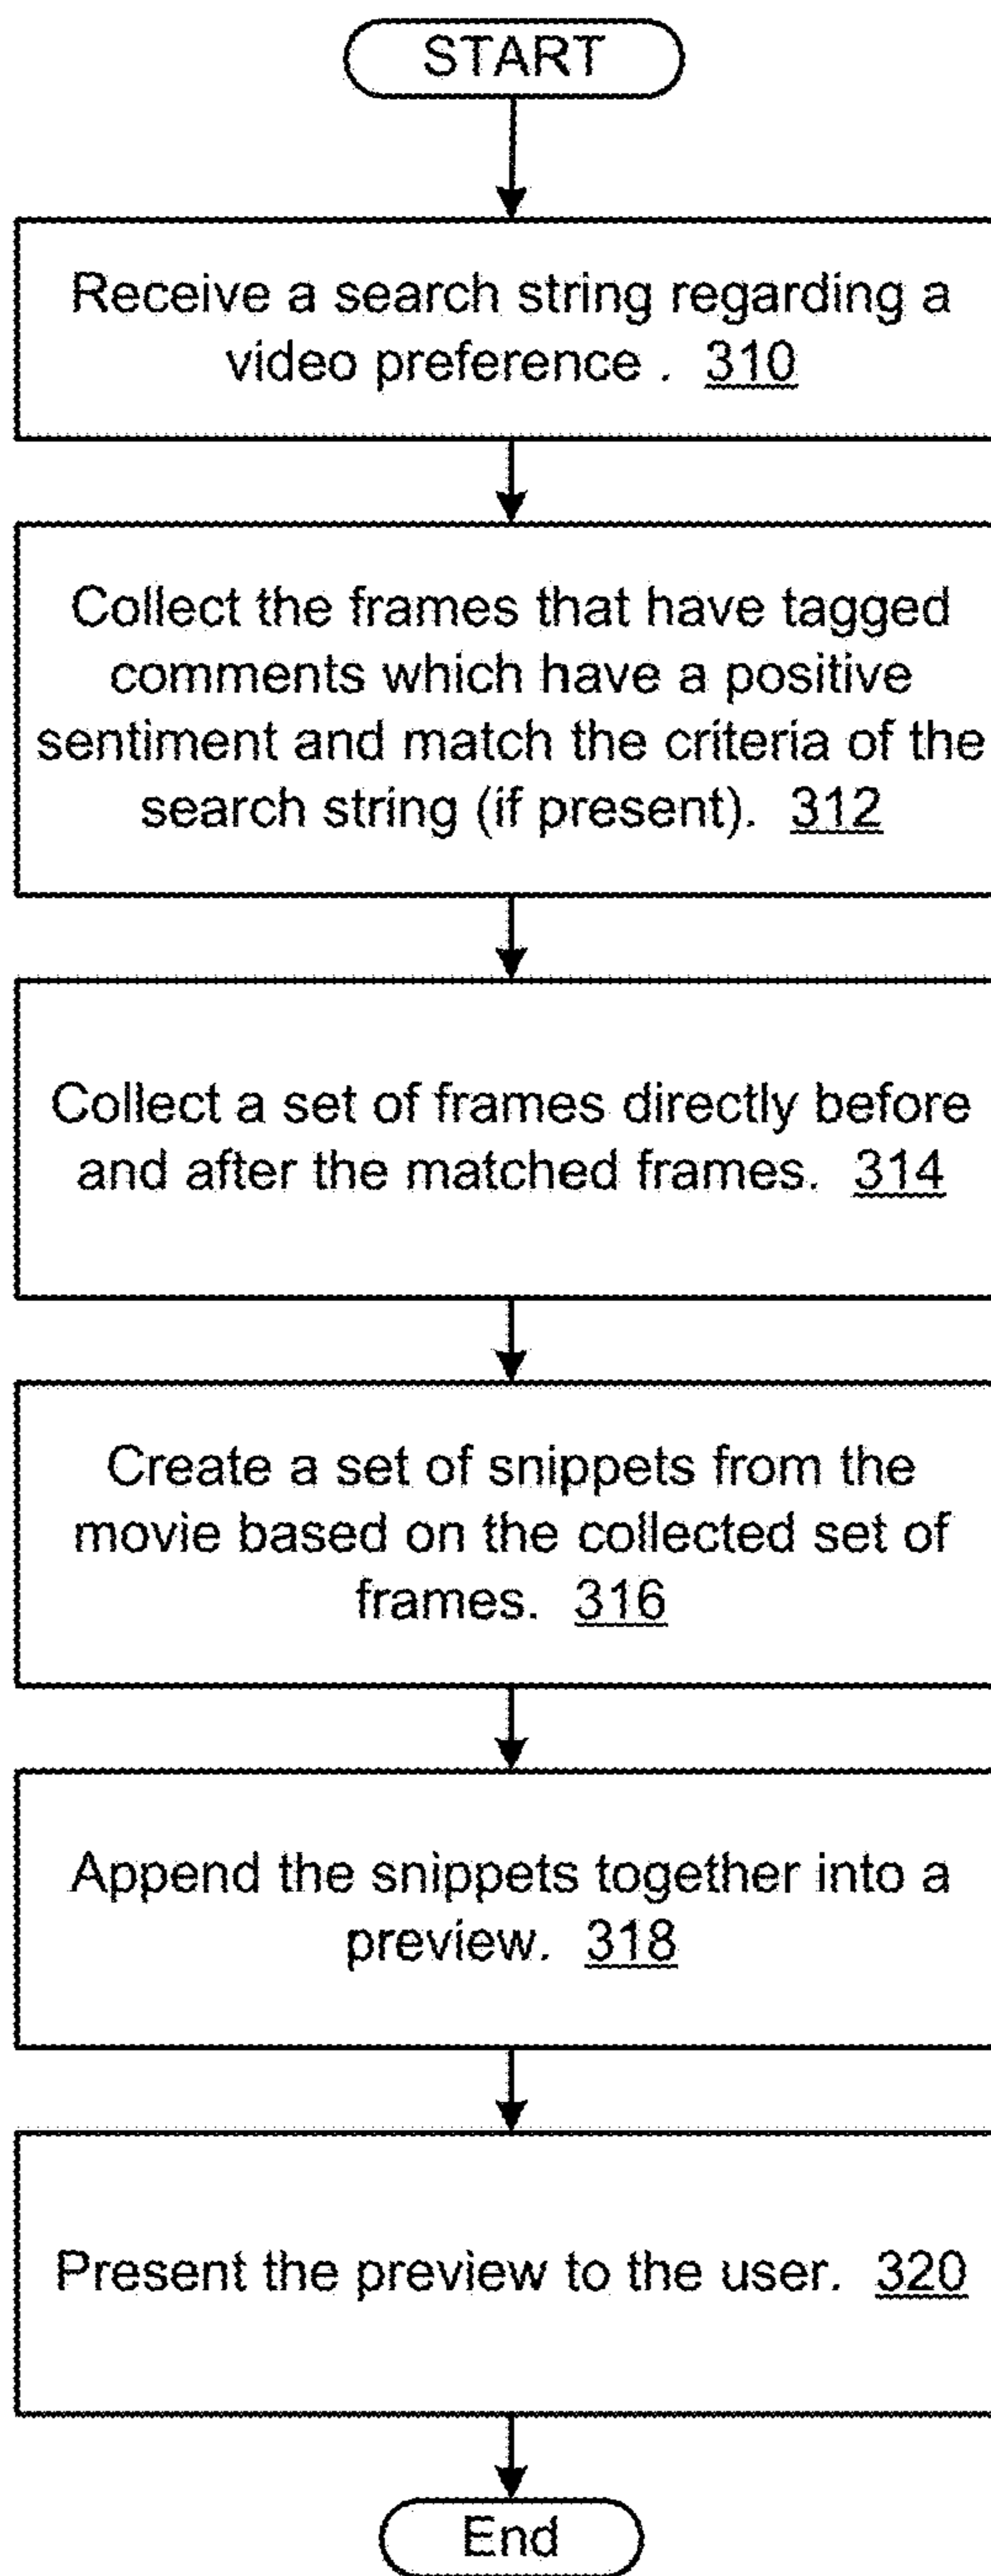 START
Receive a search string regarding a
video preference . 310
Collect the frames that have tagged
comments which have a positive
sentiment and match the criteria of the
search string (if present). 312
Collect a set of frames directly before
and after the matched frames. 314
Create a set of snippets from the
movie based on the collected set of
frames. 316
Append the snippets together into a
preview. 318
Present the preview to the user. 320
End